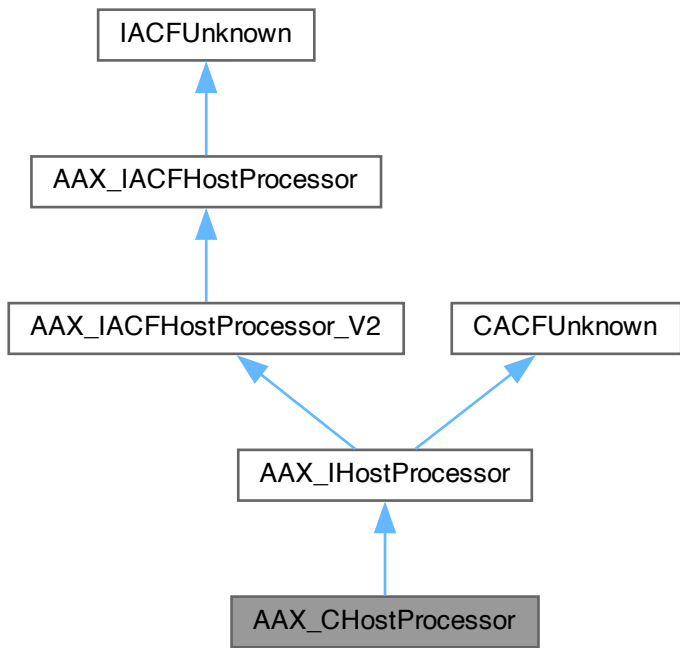 IACFUnknown
AAX_IACFHostProcessor
AAX_IACFHostProcessor_V2
CACFUnknown
AAX_IHostProcessor
AAX_CHostProcessor